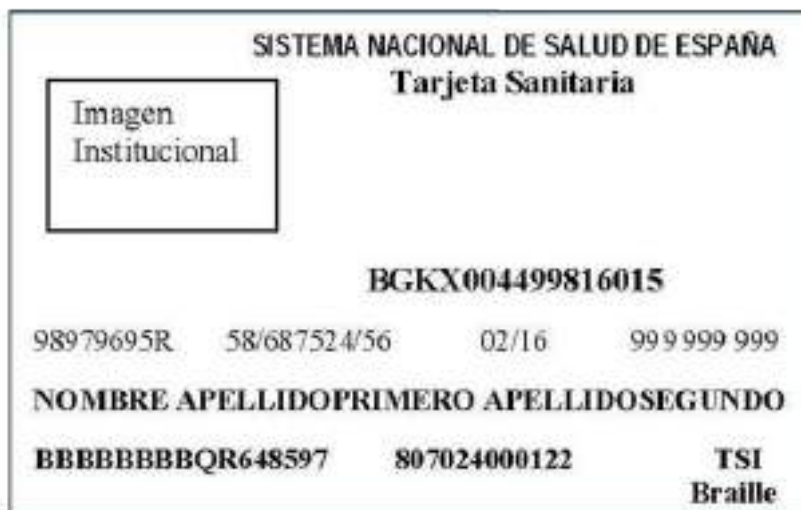 SISTEMA NACIONAL DE SALUD DE ESPAÑA
Tarjeta Sanitaria
Imagen
Institucional
BGKX004499816015
98979695R 58/687524/56 02/16 999 999 999
NOMBRE APELLIDOPRIMERO APELLIDOSEGUNDO
BBBBBBBBQR648597 807024000122 TSI
Braille